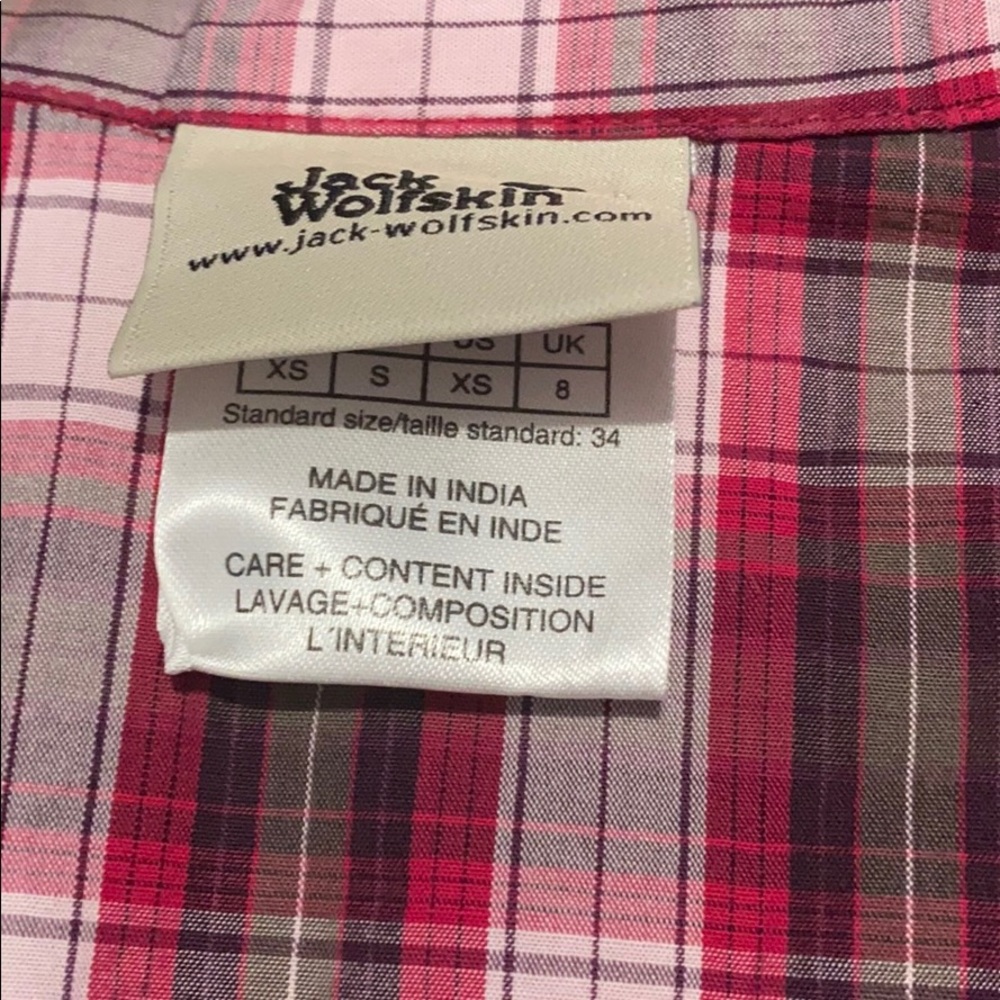 Jack
Wolfskin
www.jack-wolfskin.com
US UK
XS S XS 8
Standard size/taille standard: 34
MADE IN INDIA
FABRIQUÉ EN INDE
CARE + CONTENT INSIDE
LAVAGE+COMPOSITION
L´INTERIEUR